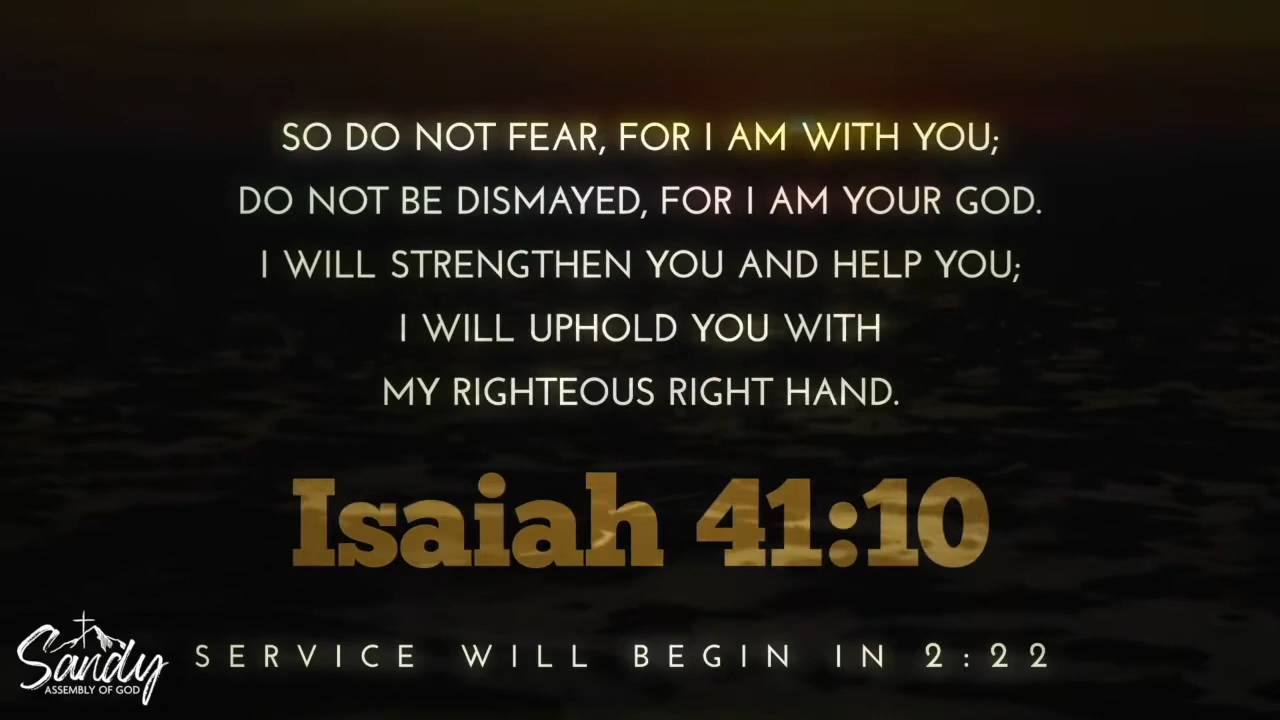 SO DO NOT FEAR, FOR I AM WITH YOU;
DO NOT BE DISMAYED, FOR I AM YOUR GOD.
I WILL STRENGTHEN YOU AND HELP YOU;
I WILL UPHOLD YOU WITH
MY RIGHTEOUS RIGHT HAND.
Isaiah 41:10
Sandy
ASSEMBLY OF GOD
SERVICE WILL BEGIN IN 2:22